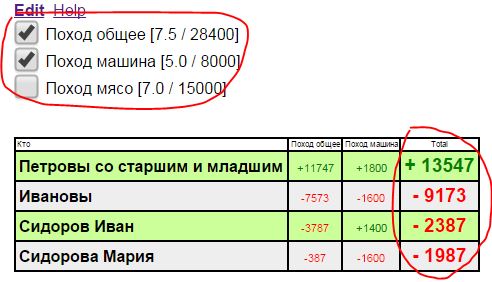 Edit Help
Поход общее [7.5 / 28400]
Поход машина [5.0 / 8000]
Поход мясо [7.0 / 15000]
Кто Поход общее Поход машина Total
Петровы со старшим и младшим +11747 +1800 + 13547
Ивановы -7573 -1600 - 9173
Сидоров Иван -3787 +1400 - 2387
Сидорова Мария -387 -1600 - 1987